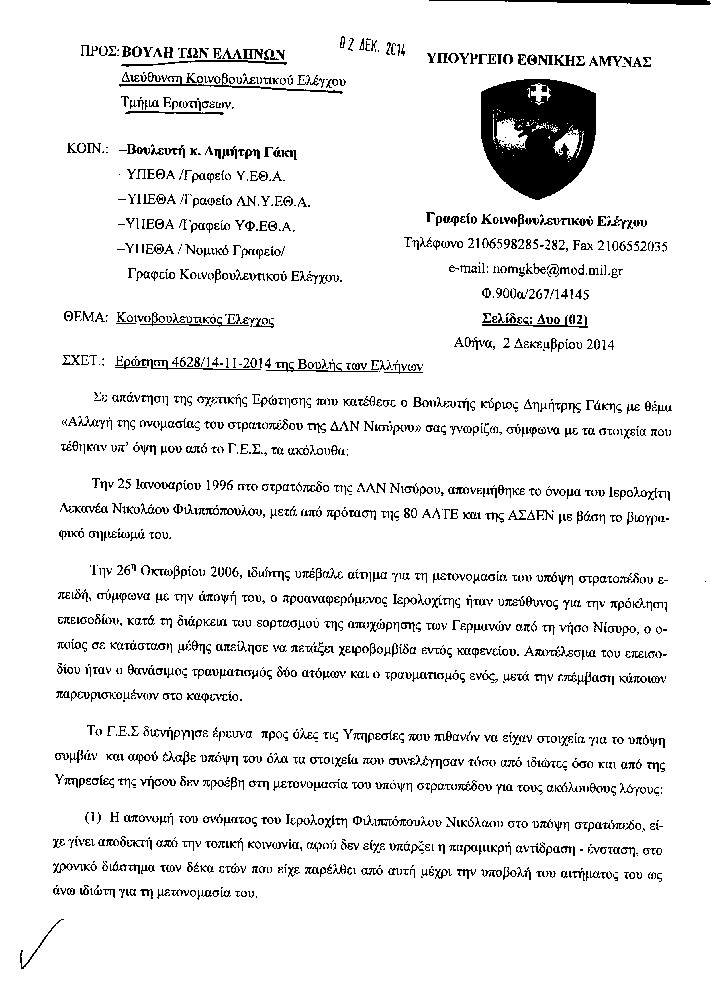 02 ΔΕΚ. 2014
ΠΡΟΣ: ΒΟΥΛΗ ΤΩΝ ΕΛΛΗΝΩΝ
Διεύθυνση Κοινοβουλευτικού Ελέγχου
Τμήμα Ερωτήσεων.
ΚΟΙΝ.: –Βουλευτή κ. Δημήτρη Γάκη
–ΥΠΕΘΑ /Γραφείο Υ.ΕΘ.Α.
–ΥΠΕΘΑ /Γραφείο ΑΝ.Υ.ΕΘ.Α.
–ΥΠΕΘΑ /Γραφείο ΥΦ.ΕΘ.Α.
–ΥΠΕΘΑ / Νομικό Γραφείο/
Γραφείο Κοινοβουλευτικού Ελέγχου.
ΥΠΟΥΡΓΕΙΟ ΕΘΝΙΚΗΣ ΑΜΥΝΑΣ
Γραφείο Κοινοβουλευτικού Ελέγχου
Τηλέφωνο 2106598285-282, Fax 2106552035
e-mail: nomgkbe@mod.mil.gr
Φ.900α/267/14145
Σελίδες: Δυο (02)
Αθήνα, 2 Δεκεμβρίου 2014
ΘΕΜΑ: Κοινοβουλευτικός Έλεγχος
ΣΧΕΤ.: Ερώτηση 4628/14-11-2014 της Βουλής των Ελλήνων
Σε απάντηση της σχετικής Ερώτησης που κατέθεσε ο Βουλευτής κύριος Δημήτρης Γάκης με θέμα
«Αλλαγή της ονομασίας του στρατοπέδου της ΔΑΝ Νισύρου» σας γνωρίζω, σύμφωνα με τα στοιχεία που
τέθηκαν υπ’ όψη μου από το Γ.Ε.Σ., τα ακόλουθα:
Την 25 Ιανουαρίου 1996 στο στρατόπεδο της ΔΑΝ Νισύρου, απονεμήθηκε το όνομα του Ιερολοχίτη
Δεκανέα Νικολάου Φιλιππόπουλου, μετά από πρόταση της 80 ΑΔΤΕ και της ΑΣΔΕΝ με βάση το βιογρα-
φικό σημείωμά του.
Την 26η Οκτωβρίου 2006, ιδιώτης υπέβαλε αίτημα για τη μετονομασία του υπόψη στρατοπέδου ε-
πειδή, σύμφωνα με την άποψή του, ο προαναφερόμενος Ιερολοχίτης ήταν υπεύθυνος για την πρόκληση
επεισοδίου, κατά τη διάρκεια του εορτασμού της αποχώρησης των Γερμανών από τη νήσο Νίσυρο, ο ο-
ποίος σε κατάσταση μέθης απείλησε να πετάξει χειροβομβίδα εντός καφενείου. Αποτέλεσμα του επεισο-
δίου ήταν ο θανάσιμος τραυματισμός δύο ατόμων και ο τραυματισμός ενός, μετά την επέμβαση κάποιων
παρευρισκομένων στο καφενείο.
Το Γ.Ε.Σ διενήργησε έρευνα προς όλες τις Υπηρεσίες που πιθανόν να είχαν στοιχεία για το υπόψη
συμβάν και αφού έλαβε υπόψη του όλα τα στοιχεία που συνελέγησαν τόσο από ιδιώτες όσο και από της
Υπηρεσίες της νήσου δεν προέβη στη μετονομασία του υπόψη στρατοπέδου για τους ακόλουθους λόγους:
(1) Η απονομή του ονόματος του Ιερολοχίτη Φιλιππόπουλου Νικόλαου στο υπόψη στρατόπεδο, εί-
χε γίνει αποδεκτή από την τοπική κοινωνία, αφού δεν είχε υπάρξει η παραμικρή αντίδραση - ένσταση, στο
χρονικό διάστημα των δέκα ετών που είχε παρέλθει από αυτή μέχρι την υποβολή του αιτήματος του ως
άνω ιδιώτη για τη μετονομασία του.